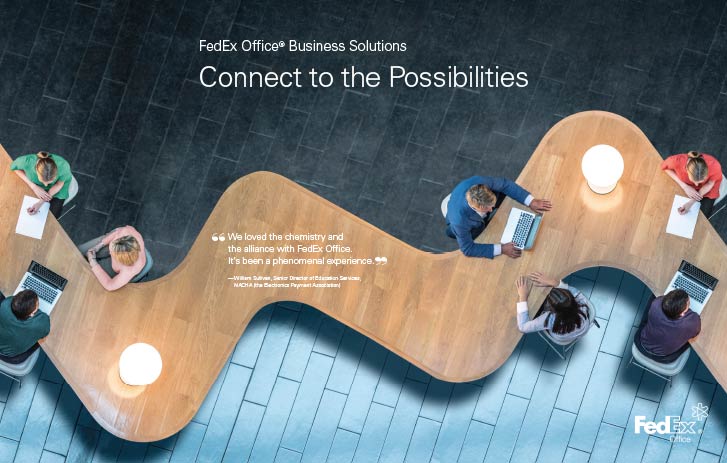 FedEx Office® Business Solutions
Connect to the Possibilities
“ We loved the chemistry and
the alliance with FedEx Office.
It's been a phenomenal experience.”
—William Sullivan, Senior Director of Education Services,
NACHA (the Electronics Payment Association)
FedEx®
Office